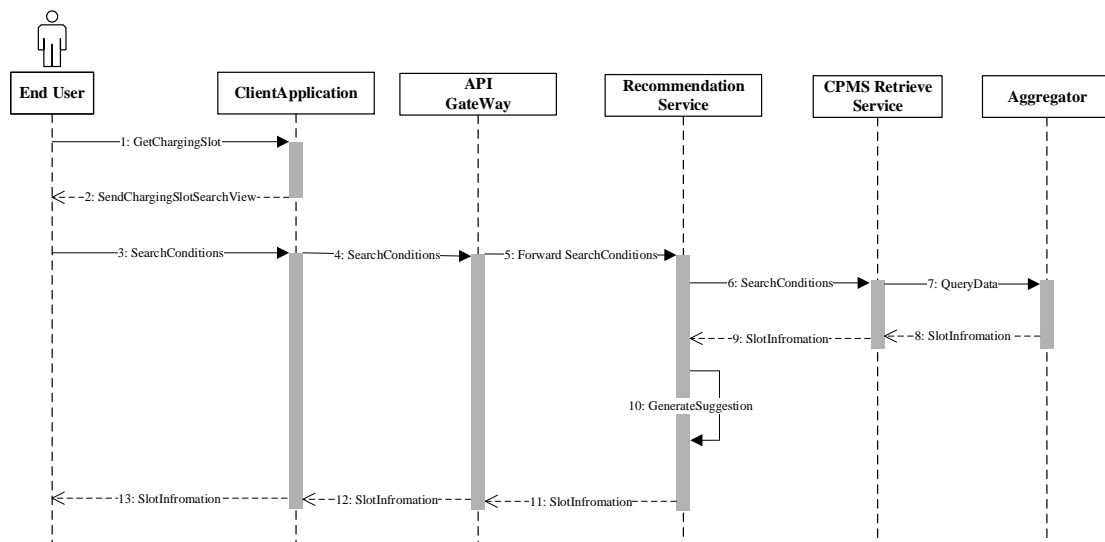 End User
ClientApplication
API
GateWay
Recommendation
Service
CPMS Retrieve
Service
Aggregator
1: GetChargingSlot
2: SendChargingSlotSearchView
3: SearchConditions
4: SearchConditions
5: Forward SearchConditions
6: SearchConditions
7: QueryData
8: SlotInfromation
9: SlotInfromation
10: GenerateSuggestion
11: SlotInfromation
12: SlotInfromation
13: SlotInfromation